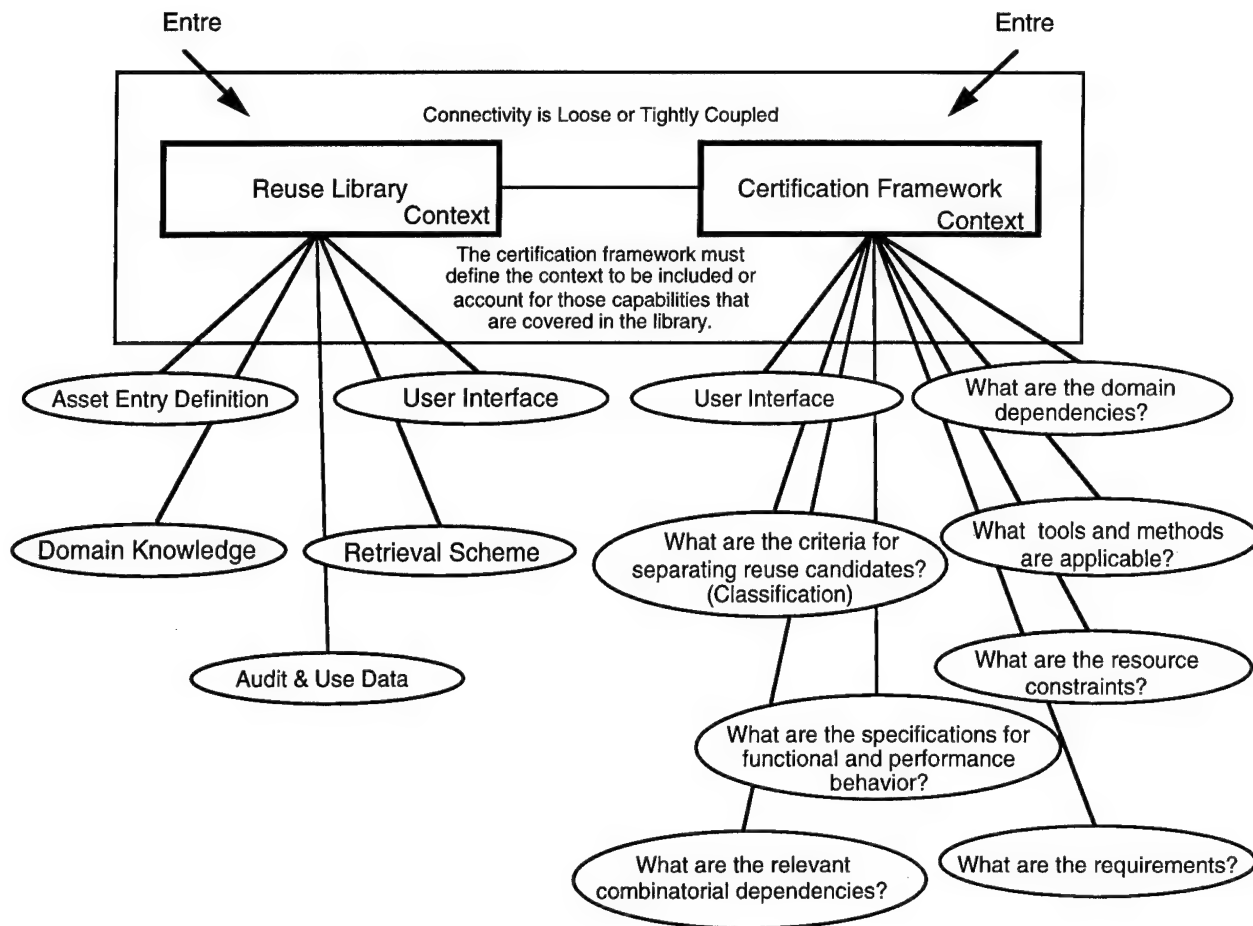 Entre
Entre
Connectivity is Loose or Tightly Coupled
Reuse Library
Context
Certification Framework
Context
The certification framework must
define the context to be included or
account for those capabilities that
are covered in the library.
Asset Entry Definition
User Interface
User Interface
What are the domain
dependencies?
Domain Knowledge
Retrieval Scheme
What are the criteria for
separating reuse candidates?
(Classification)
What tools and methods
are applicable?
Audit & Use Data
What are the resource
constraints?
What are the specifications for
functional and performance
behavior?
What are the relevant
combinatorial dependencies?
What are the requirements?